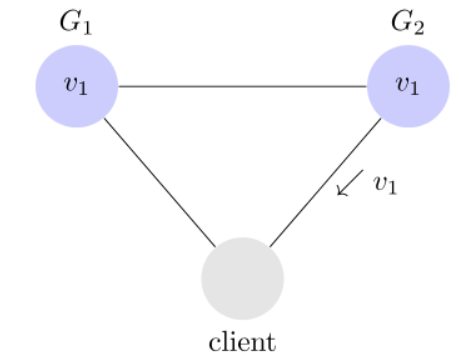 G₁ G₂
v₁ v₁
v₁
client